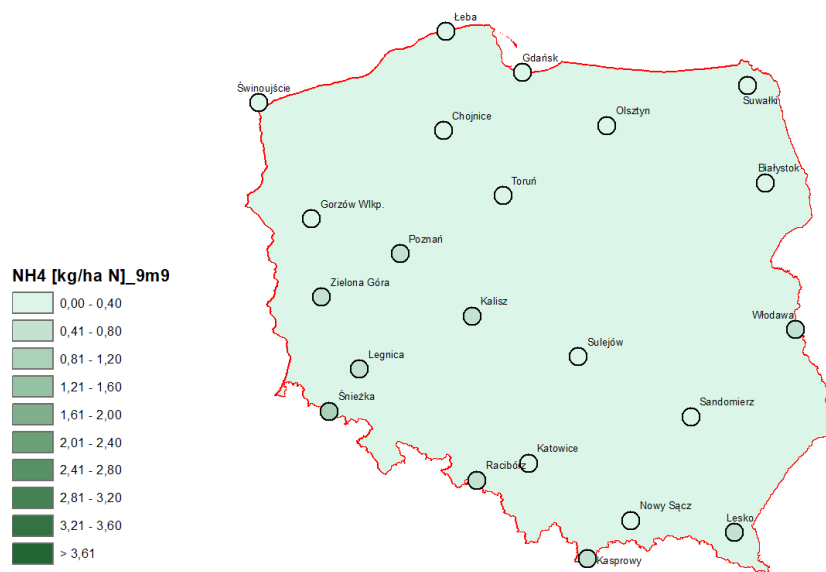 Łeba
Gdańsk
Świnoujście
Suwałki
Chojnice
Olsztyn
Białystok
Toruń
Gorzów Wlkp.
Poznań
NH4 [kg/ha N]_9m9
Zielona Góra
0,00 - 0,40
Kalisz
Włodawa
0,41 - 0,80
Sulejów
0,81 - 1,20
Legnica
1,21 - 1,60
Śnieżka
Sandomierz
1,61 - 2,00
2,01 - 2,40
Katowice
2,41 - 2,80
Racibórz
2,81 - 3,20
Nowy Sącz
Lesko
3,21 - 3,60
> 3,61
Kasprowy